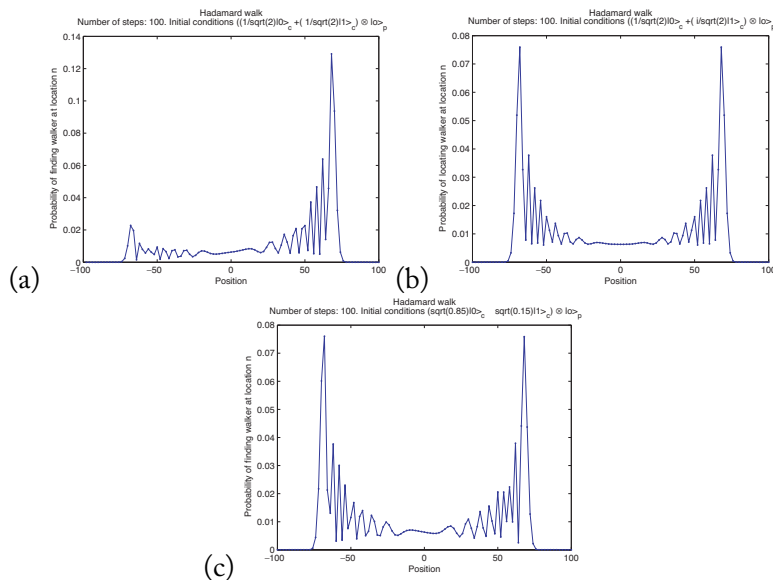 Hadamard walk
Number of steps: 100. Initial conditions ((1/sqrt(2)|0>c +( 1/sqrt(2)|1>c) ⊗ |o>p
Probability of finding walker at location n
0.14
0.12
0.1
0.08
0.06
0.04
0.02
0
−100
−50
0
50
100
Position
(a)
Hadamard walk
Number of steps: 100. Initial conditions ((1/sqrt(2)|0>c +( i/sqrt(2)|1>c) ⊗ |o>p
Probability of locating walker at location n
0.08
0.07
0.06
0.05
0.04
0.03
0.02
0.01
0
−100
−50
0
50
100
Position
(b)
Hadamard walk
Number of steps: 100. Initial conditions (sqrt(0.85)|0>c sqrt(0.15)|1>c) ⊗ |o>p
Probability of finding walker at location n
0.08
0.07
0.06
0.05
0.04
0.03
0.02
0.01
0
−100
−50
0
50
100
Position
(c)